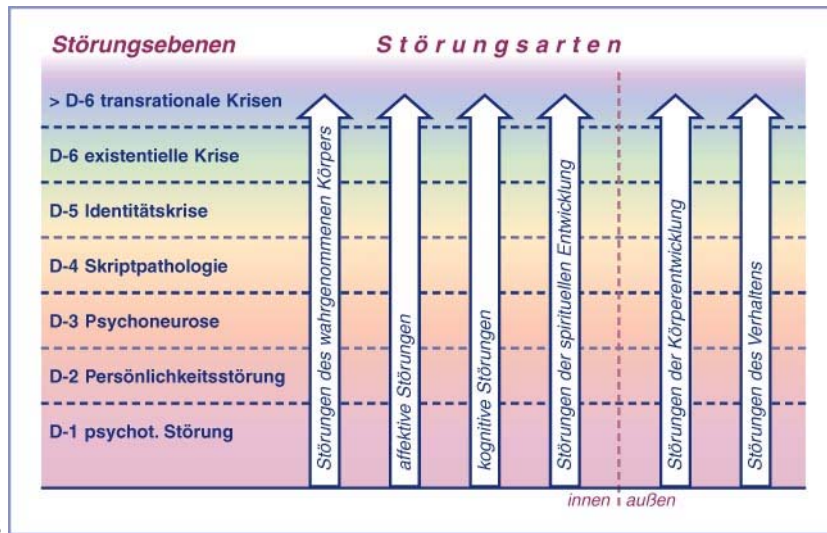 Störungsebenen
Störungsarten
> D-6 transrationale Krisen
D-6 existentielle Krise
D-5 Identitätskrise
D-4 Skriptpathologie
D-3 Psychoneurose
D-2 Persönlichkeitsstörung
D-1 psychot. Störung
Störungen des wahrgenommenen Körpers
affektive Störungen
kognitive Störungen
Störungen der spirituellen Entwicklung
Störungen der Körperentwicklung
Störungen des Verhaltens
innen
außen